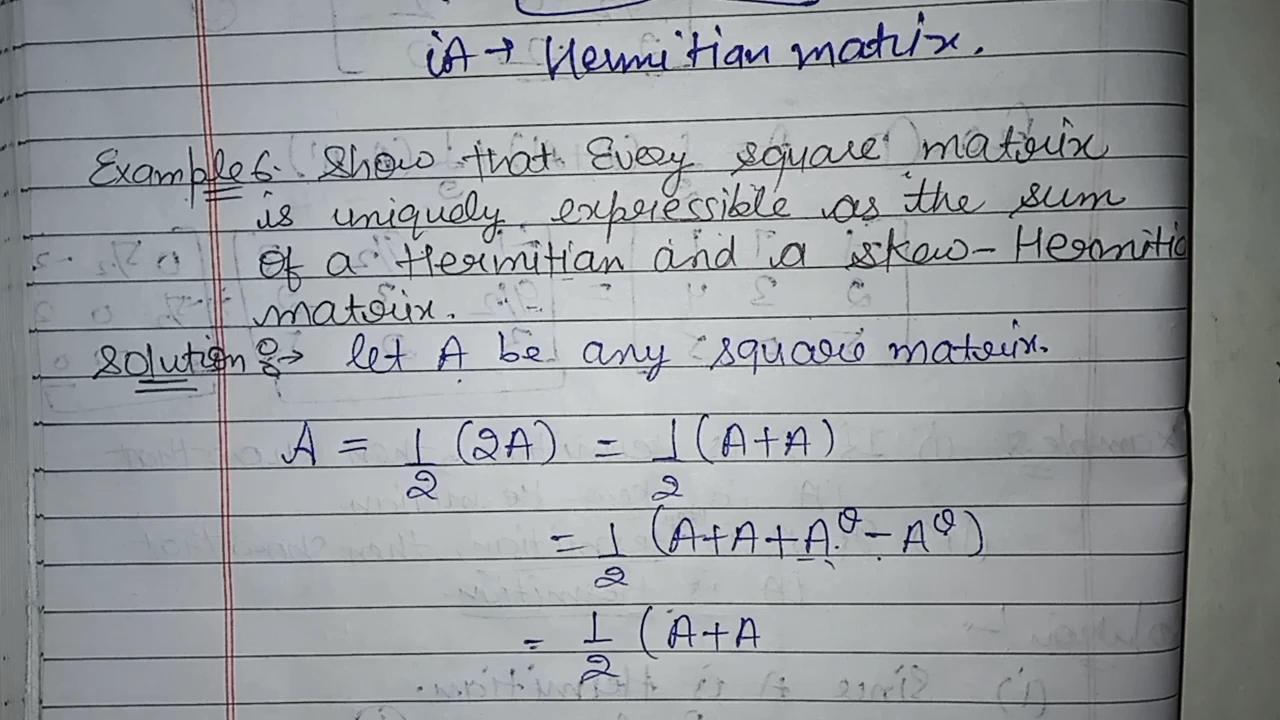 iA → Hermitian matrix.
Example 6. Show that Every square matrix
is uniquely expressible as the sum
of a Hermitian and a skew-Hermitia
matrix.
Solution :→ let A be any square matrix.
A = 1/2 (2A) = 1/2 (A+A)
= 1/2 (A+A+A^θ - A^θ)
= 1/2 (A+A